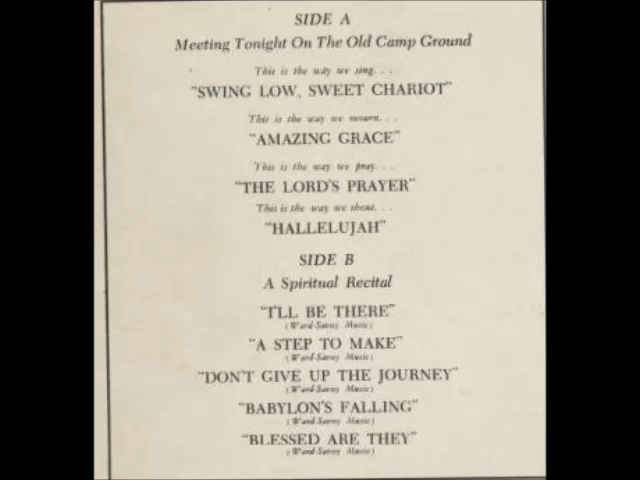 SIDE A
Meeting Tonight On The Old Camp Ground
This is the way we sing. . .
"SWING LOW, SWEET CHARIOT"
This is the way we mourn. . .
"AMAZING GRACE"
This is the way we pray. . .
"THE LORD'S PRAYER"
This is the way we shout. . .
"HALLELUJAH"
SIDE B
A Spiritual Recital
"I'LL BE THERE"
(Ward-Savoy Music)
"A STEP TO MAKE"
(Ward-Savoy Music)
"DON'T GIVE UP THE JOURNEY"
(Ward-Savoy Music)
"BABYLON'S FALLING"
(Ward-Savoy Music)
"BLESSED ARE THEY"
(Ward-Savoy Music)